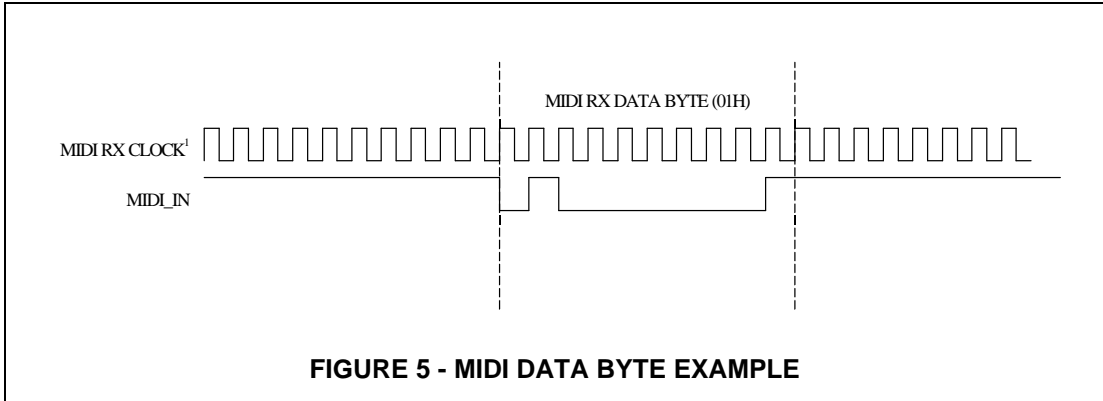 MIDI RX DATA BYTE (01H)
MIDI RX CLOCK1
MIDI_IN
FIGURE 5 - MIDI DATA BYTE EXAMPLE